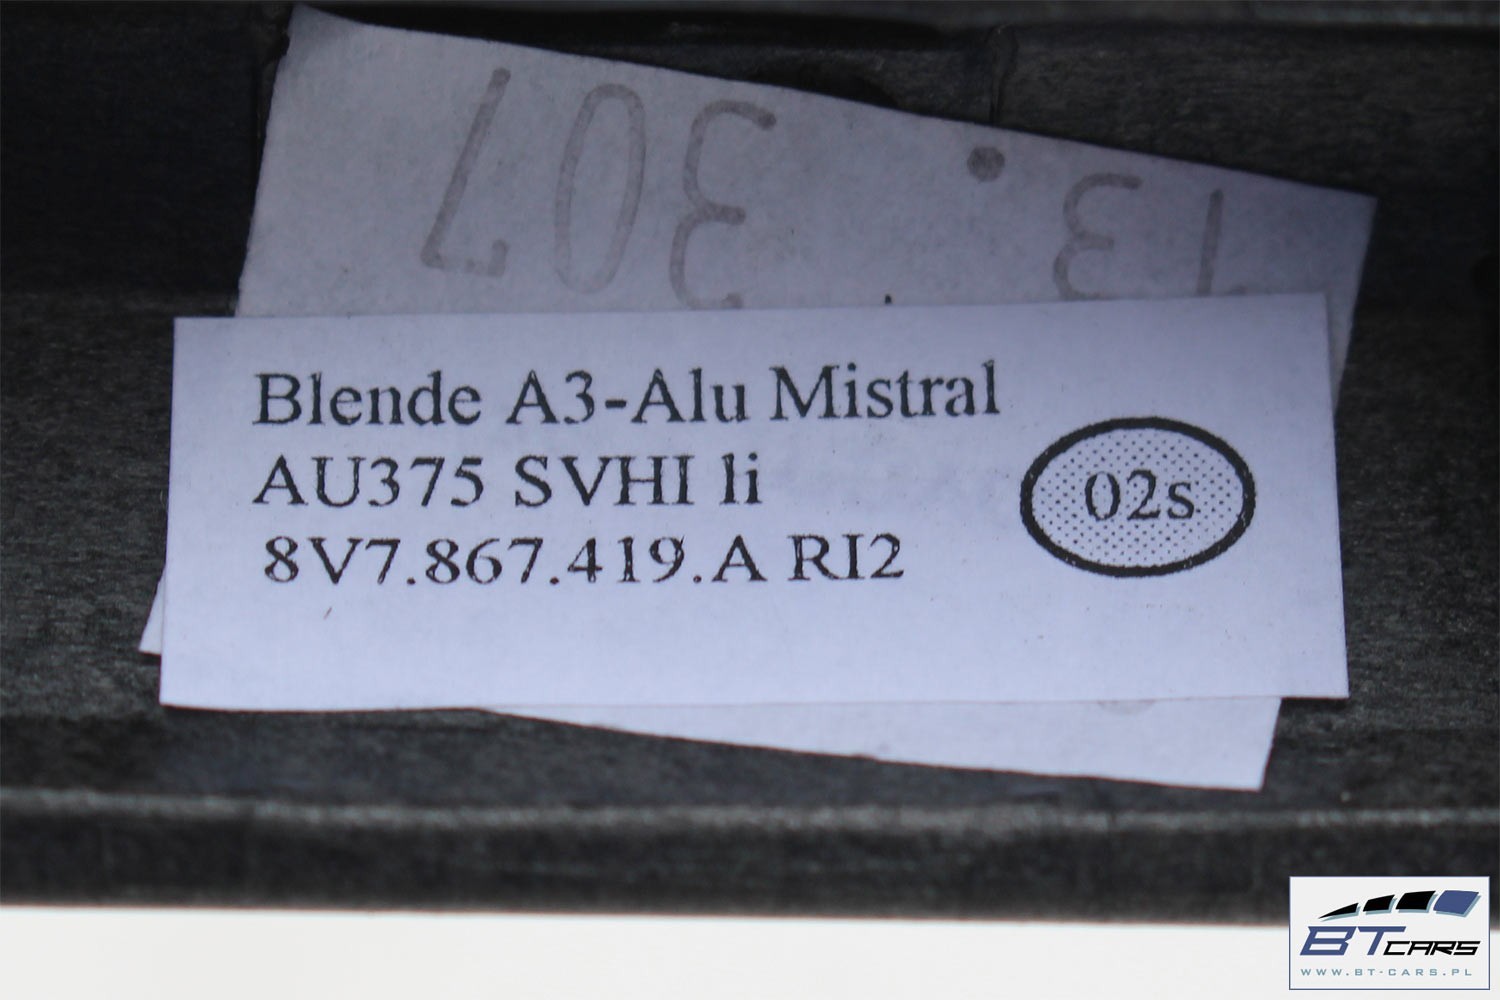 13. 307
Blende A3-Alu Mistral
AU375 SVHI li
8V7.867.419.A RI2
02s
BT CARS
WWW.BT-CARS.PL